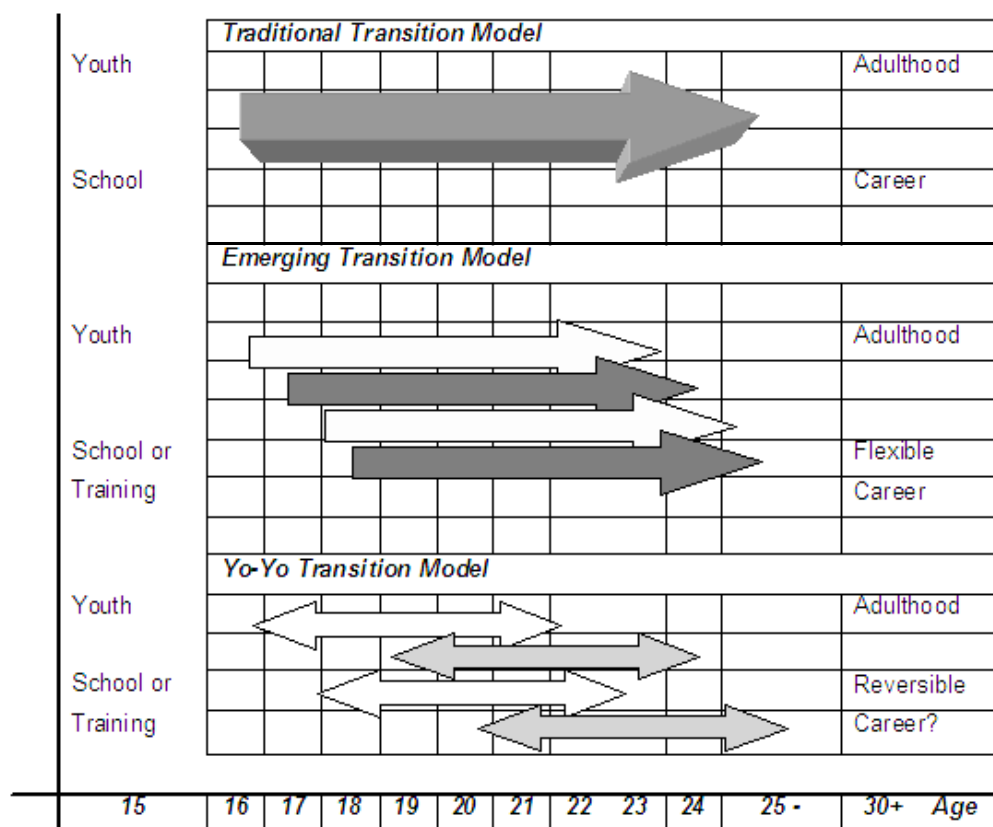 Traditional Transition Model
Youth Adulthood
School Career
Emerging Transition Model
Youth Adulthood
School or Flexible
Training Career
Yo-Yo Transition Model
Youth Adulthood
School or Reversible
Training Career?
15 16 17 18 19 20 21 22 23 24 25 - 30+ Age